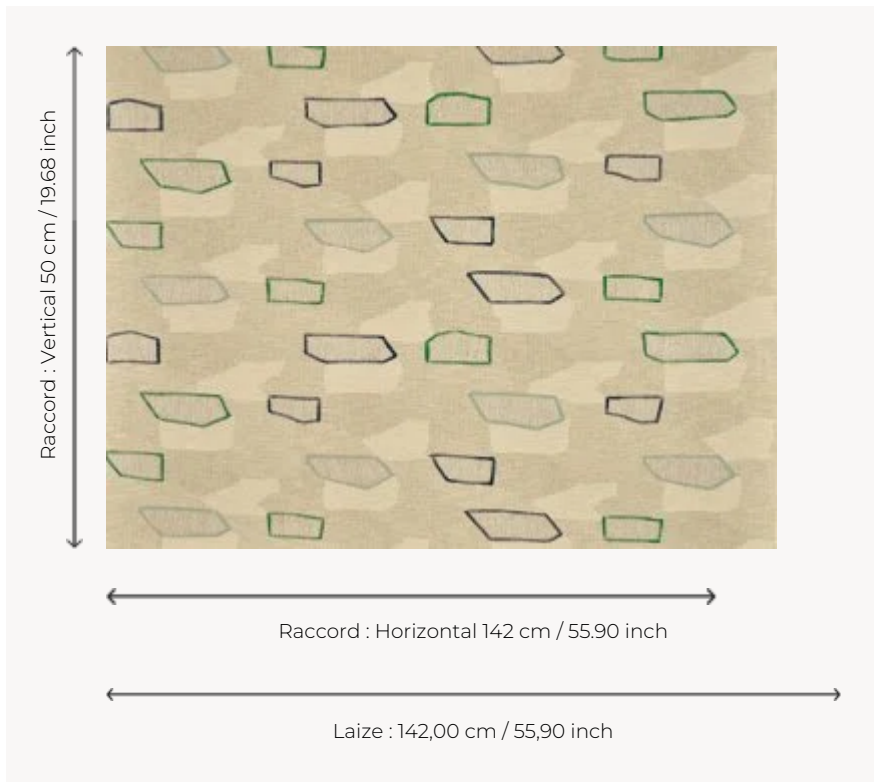 Raccord : Vertical 50 cm / 19.68 inch
Raccord : Horizontal 142 cm / 55.90 inch
Laize : 142,00 cm / 55,90 inch